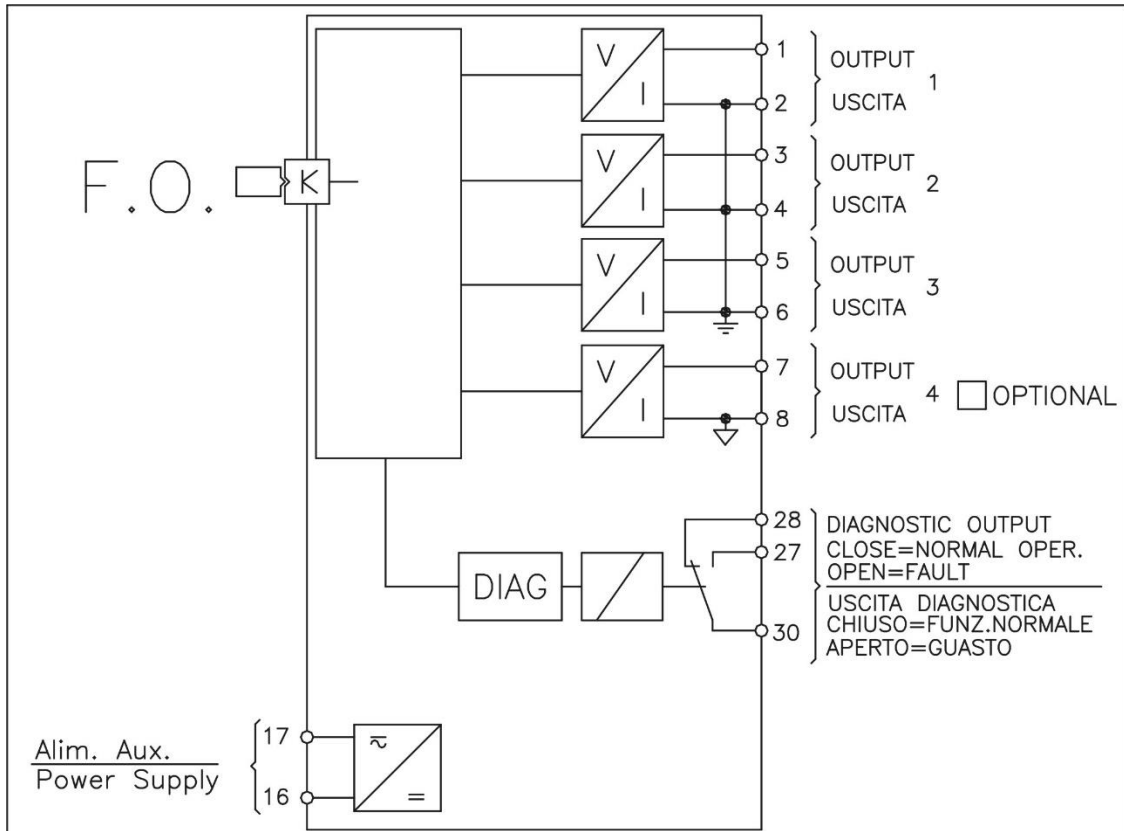 F.O.
K
V
I
1
2
OUTPUT
USCITA
1
V
I
3
4
OUTPUT
USCITA
2
V
I
5
6
OUTPUT
USCITA
3
V
I
7
8
OUTPUT
USCITA
4
OPTIONAL
DIAG
28
27
30
DIAGNOSTIC OUTPUT
CLOSE=NORMAL OPER.
OPEN=FAULT
USCITA DIAGNOSTICA
CHIUSO=FUNZ.NORMALE
APERTO=GUASTO
Alim. Aux.
Power Supply
17
16